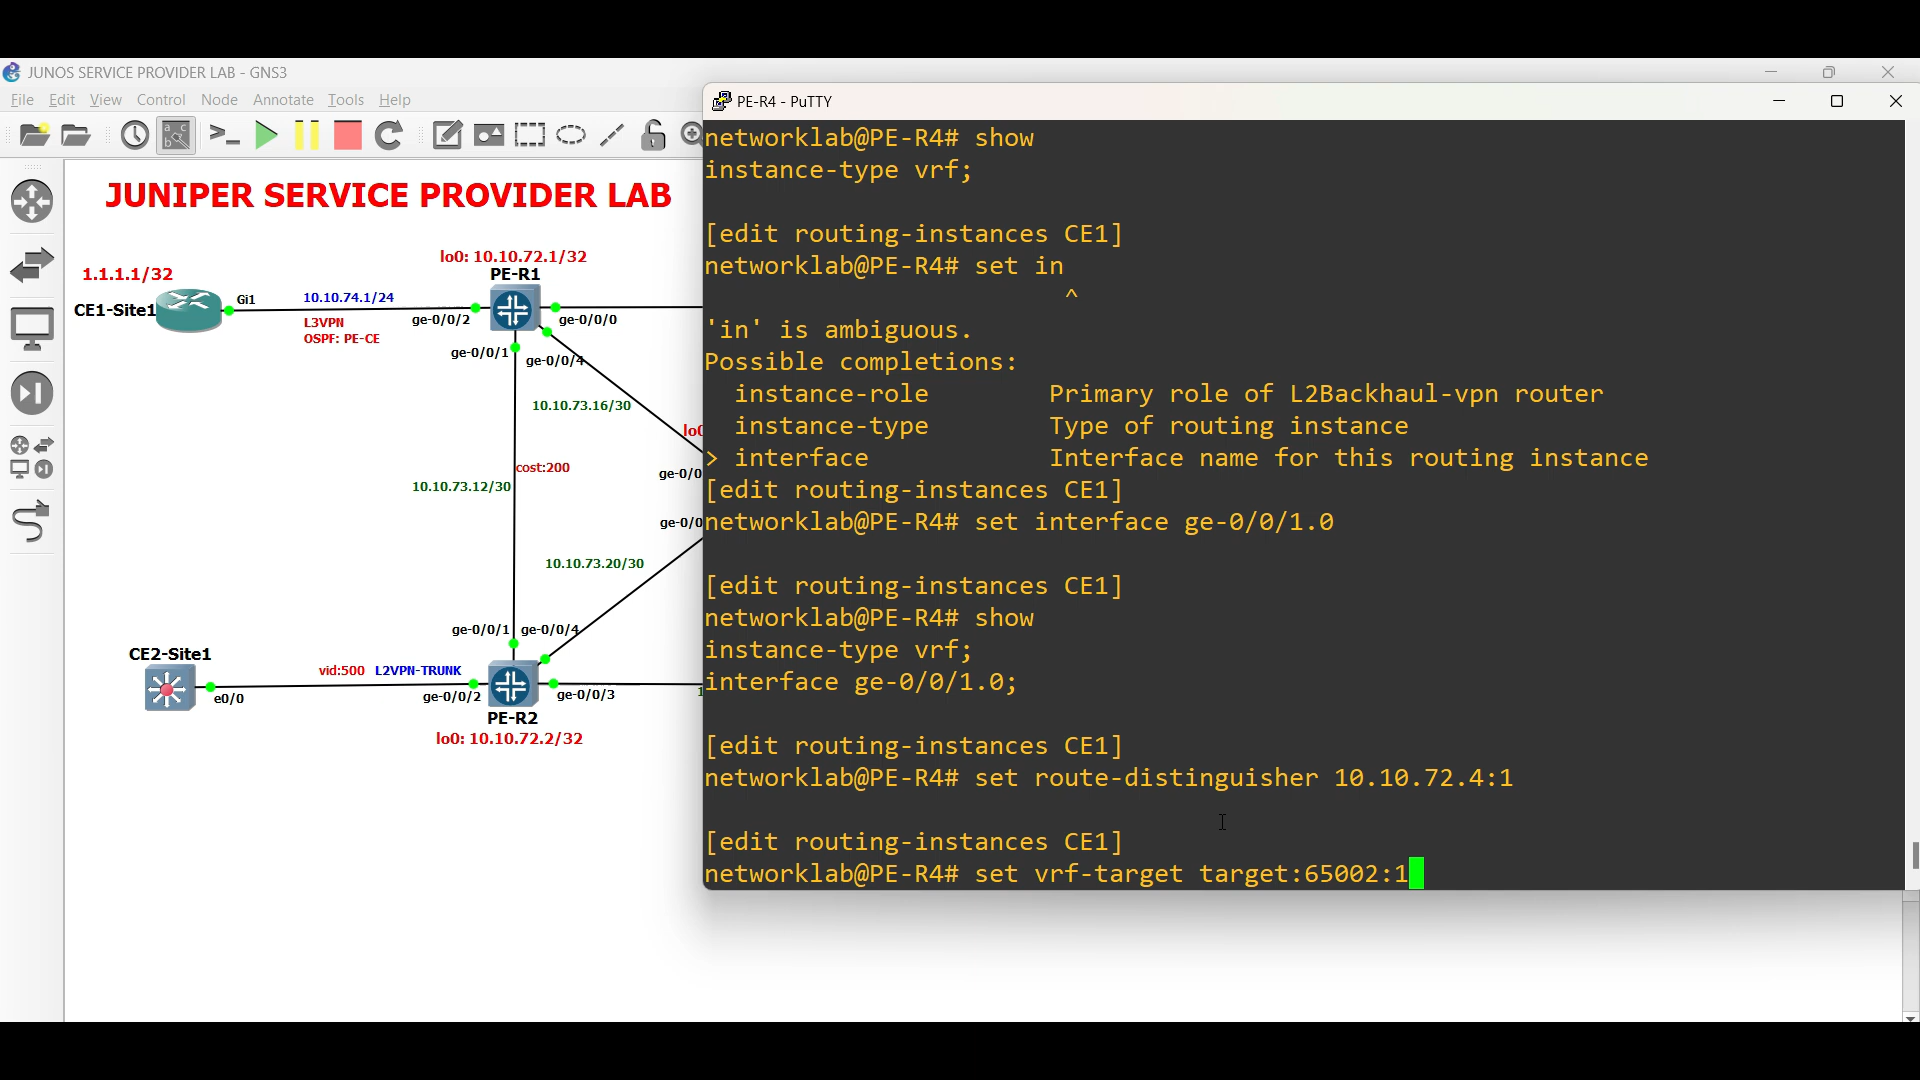 JUNOS SERVICE PROVIDER LAB - GNS3
File Edit View Control Node Annotate Tools Help
JUNIPER SERVICE PROVIDER LAB
lo0: 10.10.72.1/32
PE-R1
1.1.1.1/32
CE1-Site1
Gi1
10.10.74.1/24
L3VPN
OSPF: PE-CE
ge-0/0/2
ge-0/0/0
ge-0/0/1
ge-0/0/4
10.10.73.16/30
lo0
cost:200
ge-0/0
10.10.73.12/30
ge-0/0
10.10.73.20/30
ge-0/0/1
ge-0/0/4
CE2-Site1
vid:500 L2VPN-TRUNK
e0/0
ge-0/0/2
ge-0/0/3
1
PE-R2
lo0: 10.10.72.2/32
PE-R4 - PuTTY
networklab@PE-R4# show
instance-type vrf;
[edit routing-instances CE1]
networklab@PE-R4# set in
^
'in' is ambiguous.
Possible completions:
instance-role Primary role of L2Backhaul-vpn router
instance-type Type of routing instance
> interface Interface name for this routing instance
[edit routing-instances CE1]
networklab@PE-R4# set interface ge-0/0/1.0
[edit routing-instances CE1]
networklab@PE-R4# show
instance-type vrf;
interface ge-0/0/1.0;
[edit routing-instances CE1]
networklab@PE-R4# set route-distinguisher 10.10.72.4:1
[edit routing-instances CE1]
networklab@PE-R4# set vrf-target target:65002:1